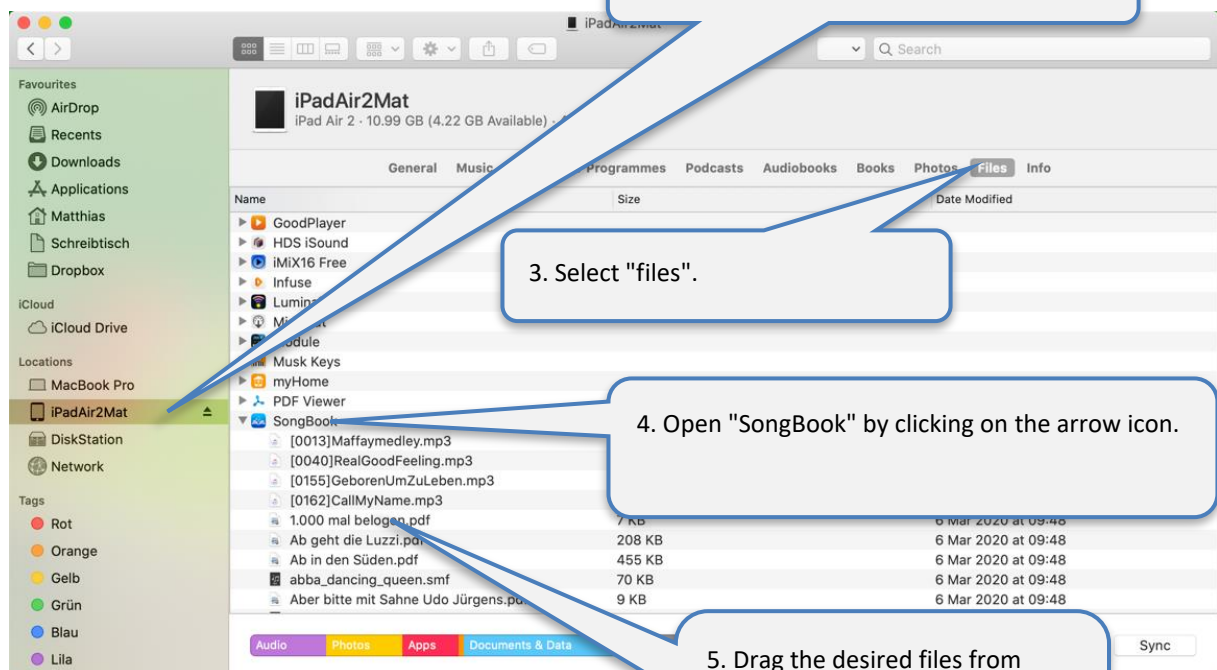 iPadAir2Mat
Search
Favourites
AirDrop
Recents
Downloads
Applications
Matthias
Schreibtisch
Dropbox
iCloud
iCloud Drive
Locations
MacBook Pro
iPadAir2Mat
DiskStation
Network
Tags
Rot
Orange
Gelb
Grün
Blau
Lila
iPadAir2Mat
iPad Air 2 · 10.99 GB (4.22 GB Available)
General Music Programmes Podcasts Audiobooks Books Photos Files Info
Name Size Date Modified
GoodPlayer
HDS iSound
iMiX16 Free
Infuse
3. Select "files".
Musk Keys
myHome
PDF Viewer
SongBook
4. Open "SongBook" by clicking on the arrow icon.
[0013]Maffaymedley.mp3
[0040]RealGoodFeeling.mp3
[0155]GeborenUmZuLeben.mp3
[0162]CallMyName.mp3
1.000 mal belogen.pdf 7 KB 6 Mar 2020 at 09:48
Ab geht die Luzzi.pdf 208 KB 6 Mar 2020 at 09:48
Ab in den Süden.pdf 455 KB 6 Mar 2020 at 09:48
abba_dancing_queen.smf 70 KB 6 Mar 2020 at 09:48
Aber bitte mit Sahne Udo Jürgens.pdf 9 KB 6 Mar 2020 at 09:48
Audio Photos Apps Documents & Data
Sync
5. Drag the desired files from